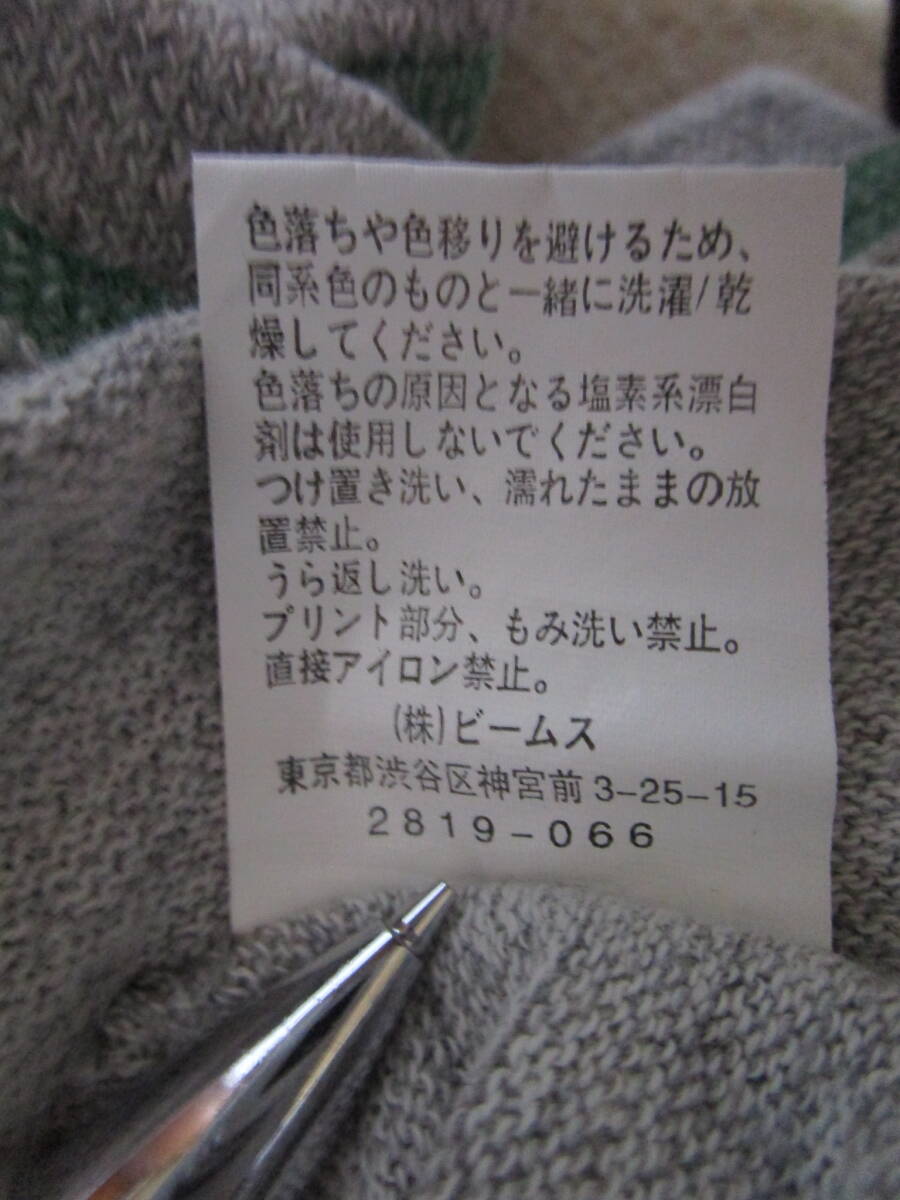 色落ちや色移りを避けるため、
同系色のものと一緒に洗濯/乾
燥してください。
色落ちの原因となる塩素系漂白
剤は使用しないでください。
つけ置き洗い、濡れたままの放
置禁止。
うら返し洗い。
プリント部分、もみ洗い禁止。
直接アイロン禁止。
(株)ビームス
東京都渋谷区神宮前3-25-15
2819-066